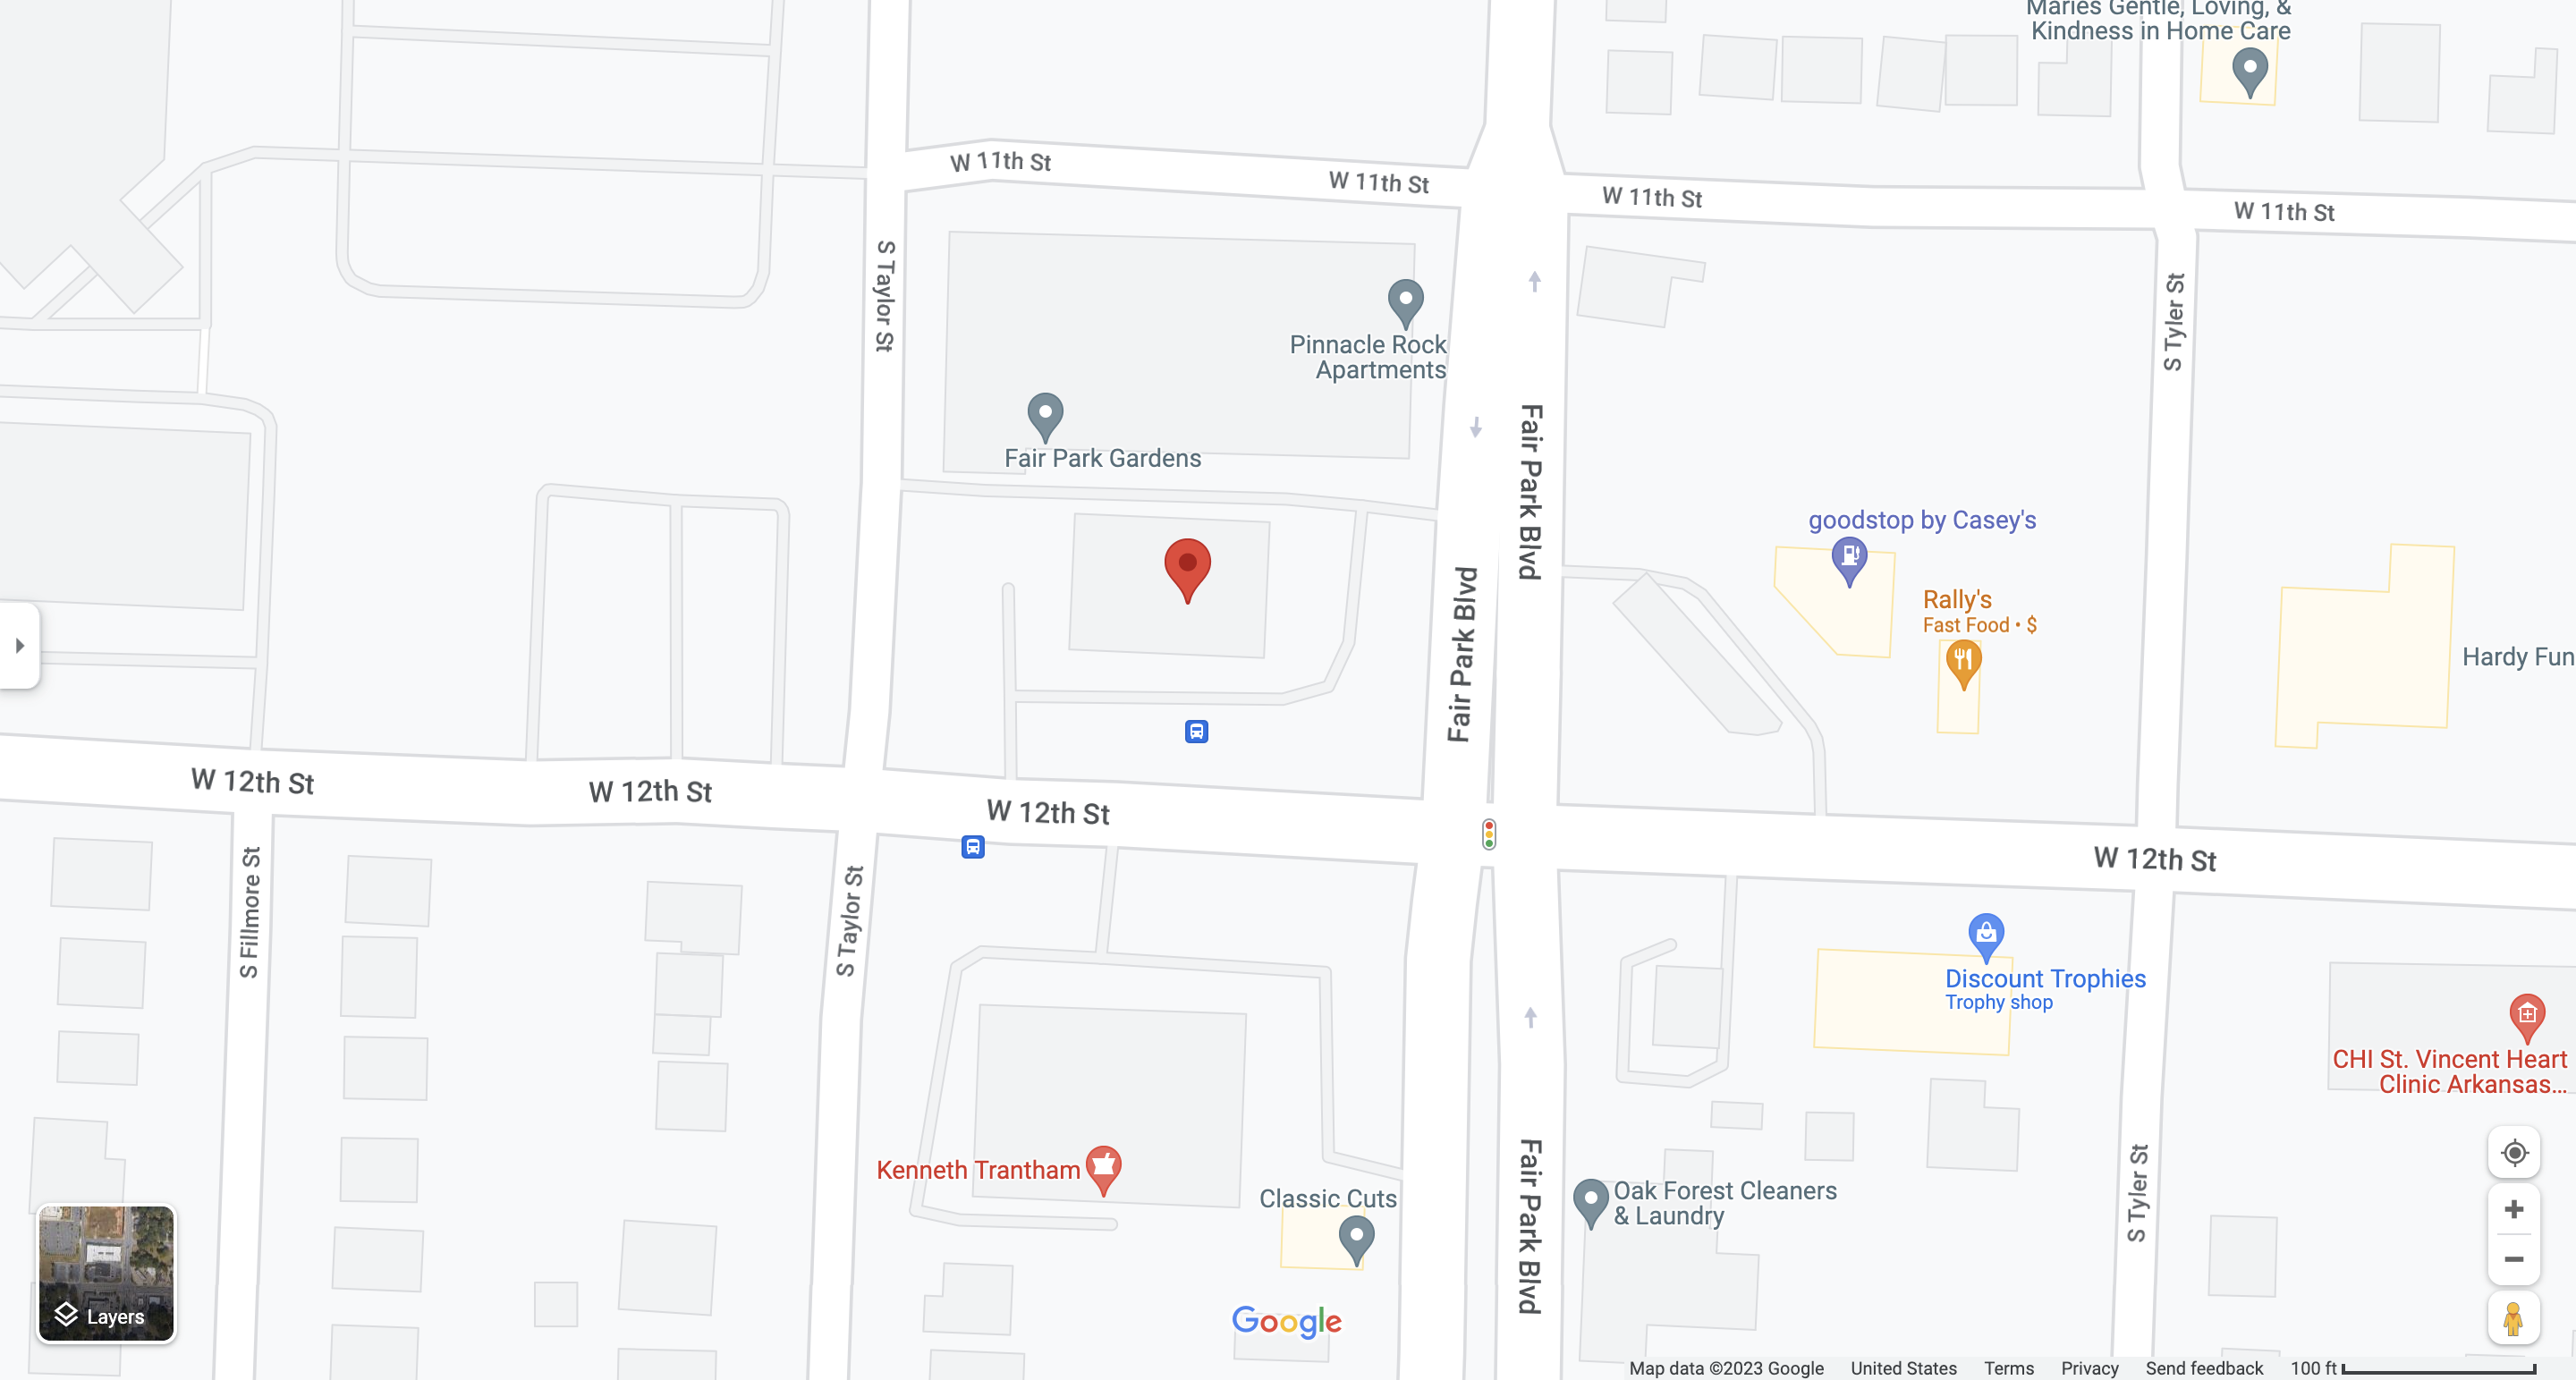 Maries Gentle, Loving, &
Kindness in Home Care
W 11th St
W 11th St
W 11th St
W 11th St
S Taylor St
Pinnacle Rock
Apartments
Fair Park Gardens
Fair Park Blvd
S Tyler St
goodstop by Casey's
Rally's
Fast Food • $
Hardy Fun
Fair Park Blvd
W 12th St
W 12th St
W 12th St
W 12th St
S Fillmore St
S Taylor St
Discount Trophies
Trophy shop
CHI St. Vincent Heart
Clinic Arkansas...
Kenneth Trantham
Classic Cuts
Fair Park Blvd
Oak Forest Cleaners
& Laundry
S Tyler St
Layers
Google
Map data ©2023 Google United States Terms Privacy Send feedback 100 ft